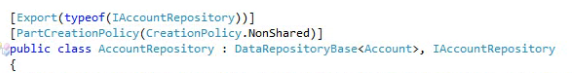 [Export(typeof(IAccountRepository))]
[PartCreationPolicy(CreationPolicy.NonShared)]
public class AccountRepository : DataRepositoryBase<Account>, IAccountRepository
{